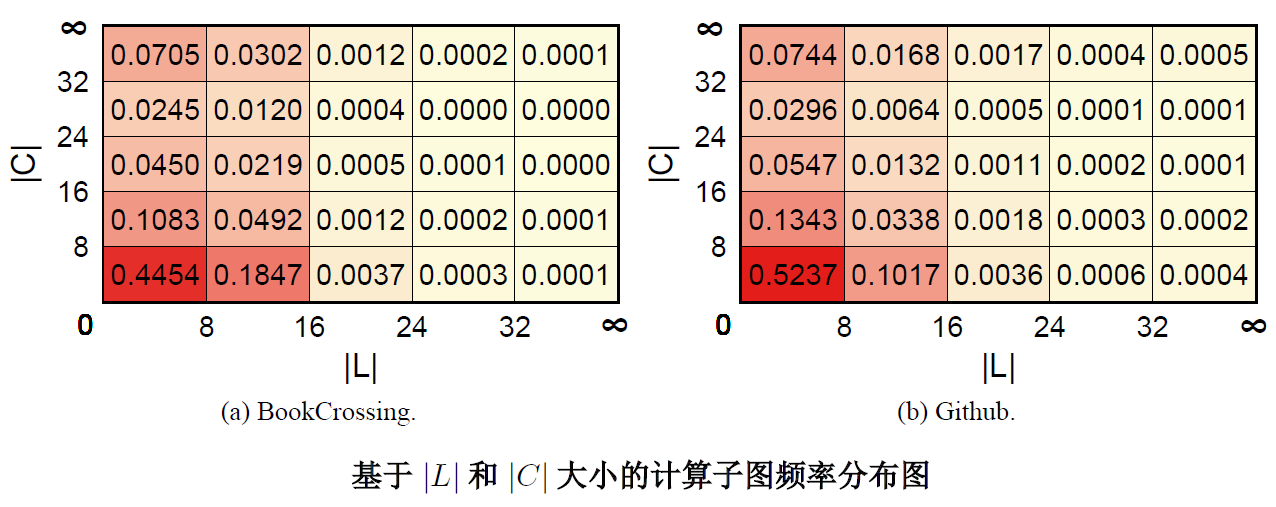 ∞ 0.0705 0.0302 0.0012 0.0002 0.0001
32
0.0245 0.0120 0.0004 0.0000 0.0000
24
|C| 0.0450 0.0219 0.0005 0.0001 0.0000
16
0.1083 0.0492 0.0012 0.0002 0.0001
8
0.4454 0.1847 0.0037 0.0003 0.0001
0 8 16 24 32 ∞
|L|
(a) BookCrossing.
∞ 0.0744 0.0168 0.0017 0.0004 0.0005
32
0.0296 0.0064 0.0005 0.0001 0.0001
24
|C| 0.0547 0.0132 0.0011 0.0002 0.0001
16
0.1343 0.0338 0.0018 0.0003 0.0002
8
0.5237 0.1017 0.0036 0.0006 0.0004
0 8 16 24 32 ∞
|L|
(b) Github.
基于 |L| 和 |C| 大小的计算子图频率分布图